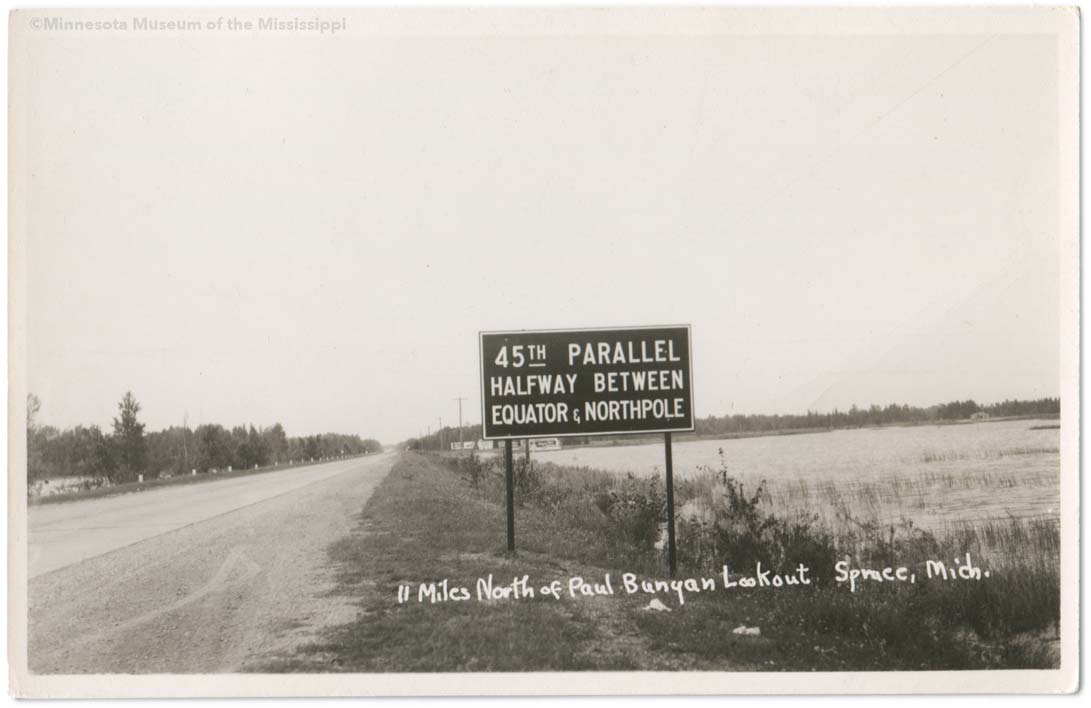 ©Minnesota Museum of the Mississippi
45TH PARALLEL
HALFWAY BETWEEN
EQUATOR & NORTHPOLE
11 Miles North of Paul Bunyan Lookout Spruce, Mich.